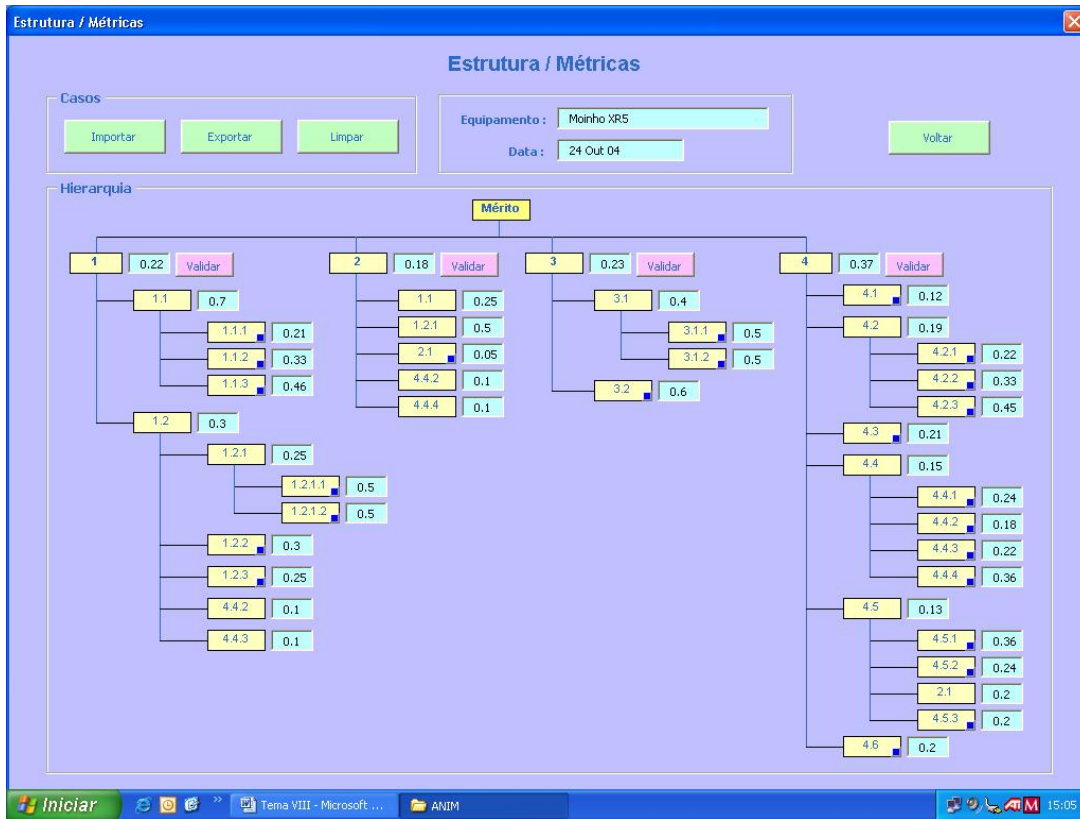 Estrutura / Métricas
Estrutura / Métricas
Casos
Importar Exportar Limpar
Equipamento : Moinho XR5
Data : 24 Out 04
Voltar
Hierarquia
Mérito
1 0.22 Validar
1.1 0.7
1.1.1 0.21
1.1.2 0.33
1.1.3 0.46
1.2 0.3
1.2.1 0.25
1.2.1.1 0.5
1.2.1.2 0.5
1.2.2 0.3
1.2.3 0.25
4.4.2 0.1
4.4.3 0.1
2 0.18 Validar
1.1 0.25
1.2.1 0.5
2.1 0.05
4.4.2 0.1
4.4.4 0.1
3 0.23 Validar
3.1 0.4
3.1.1 0.5
3.1.2 0.5
3.2 0.6
4 0.37 Validar
4.1 0.12
4.2 0.19
4.2.1 0.22
4.2.2 0.33
4.2.3 0.45
4.3 0.21
4.4 0.15
4.4.1 0.24
4.4.2 0.18
4.4.3 0.22
4.4.4 0.36
4.5 0.13
4.5.1 0.36
4.5.2 0.24
2.1 0.2
4.5.3 0.2
4.6 0.2
Iniciar » Tema VIII - Microsoft ... ANIM ATI M 15:05